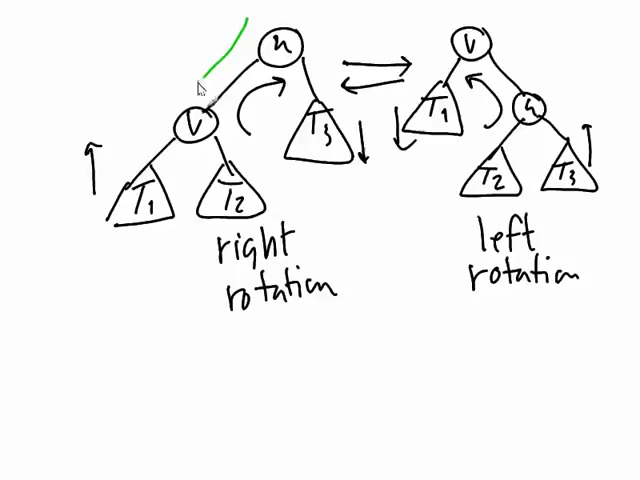 u
v
T1
T2
T3
right
rotation
v
u
T1
T2
T3
left
rotation